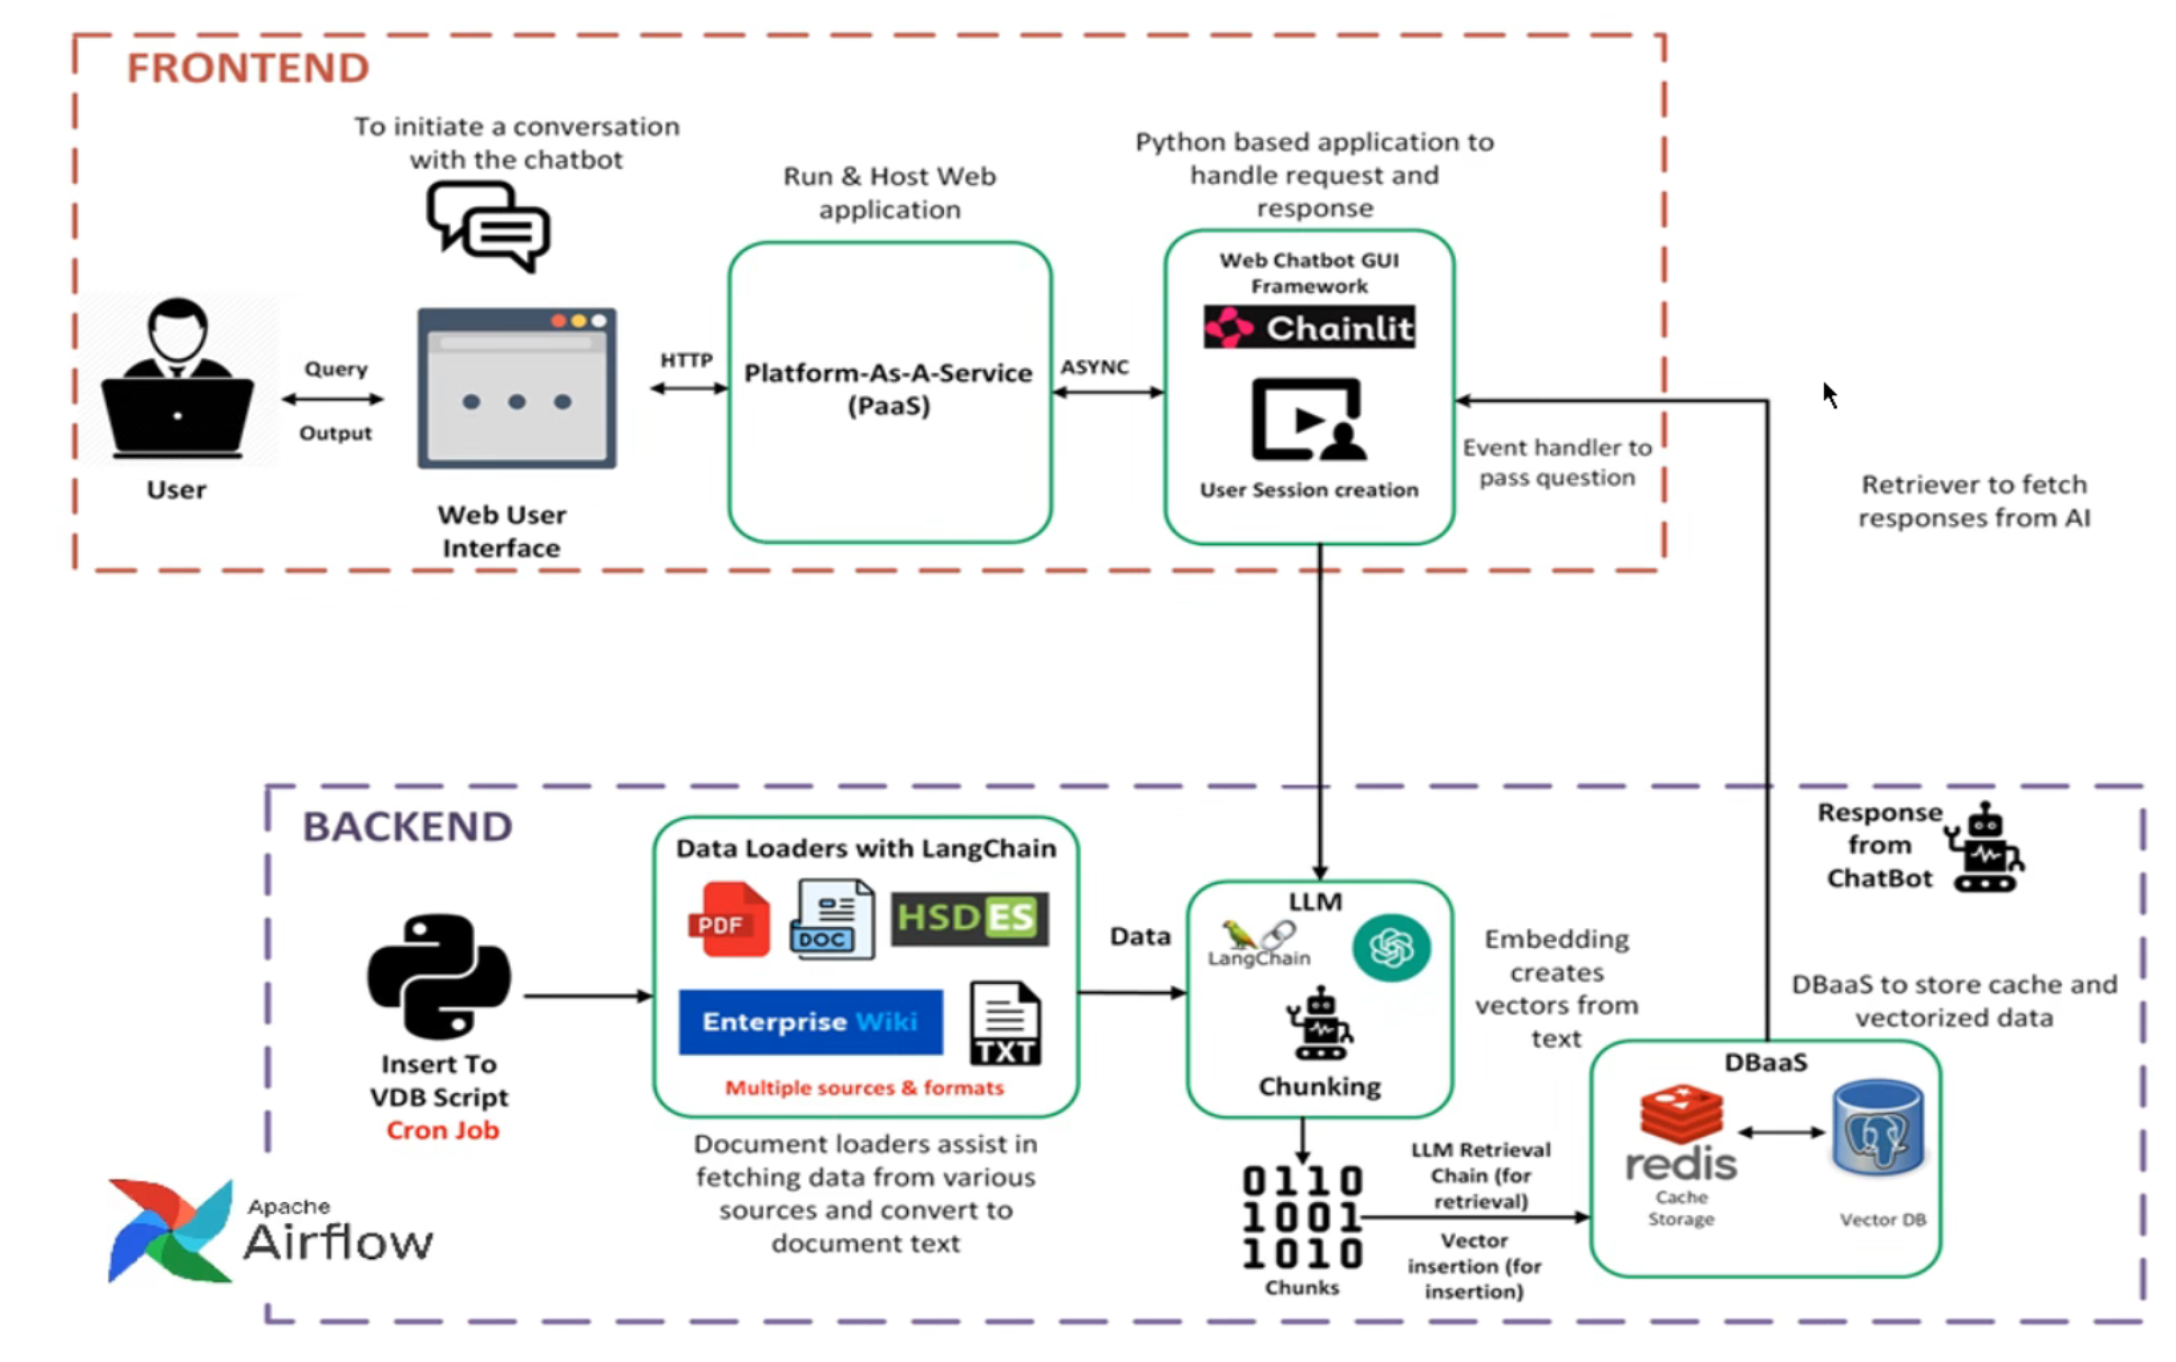 FRONTEND
To initiate a conversation
with the chatbot
Run & Host Web
application
Python based application to
handle request and
response
Web Chatbot GUI
Framework
Chainlit
User Session creation
Query
Output
User
Web User
Interface
HTTP
Platform-As-A-Service
(PaaS)
ASYNC
Event handler to
pass question
Retriever to fetch
responses from AI
BACKEND
Insert To
VDB Script
Cron Job
Apache
Airflow
Data Loaders with LangChain
PDF
DOC
HSDES
Enterprise Wiki
TXT
Multiple sources & formats
Document loaders assist in
fetching data from various
sources and convert to
document text
Data
LLM
LangChain
Chunking
0110
1001
1010
Chunks
Embedding
creates
vectors from
text
LLM Retrieval
Chain (for
retrieval)
Vector
insertion (for
insertion)
Response
from
ChatBot
DBaaS to store cache and
vectorized data
DBaaS
redis
Cache
Storage
Vector DB